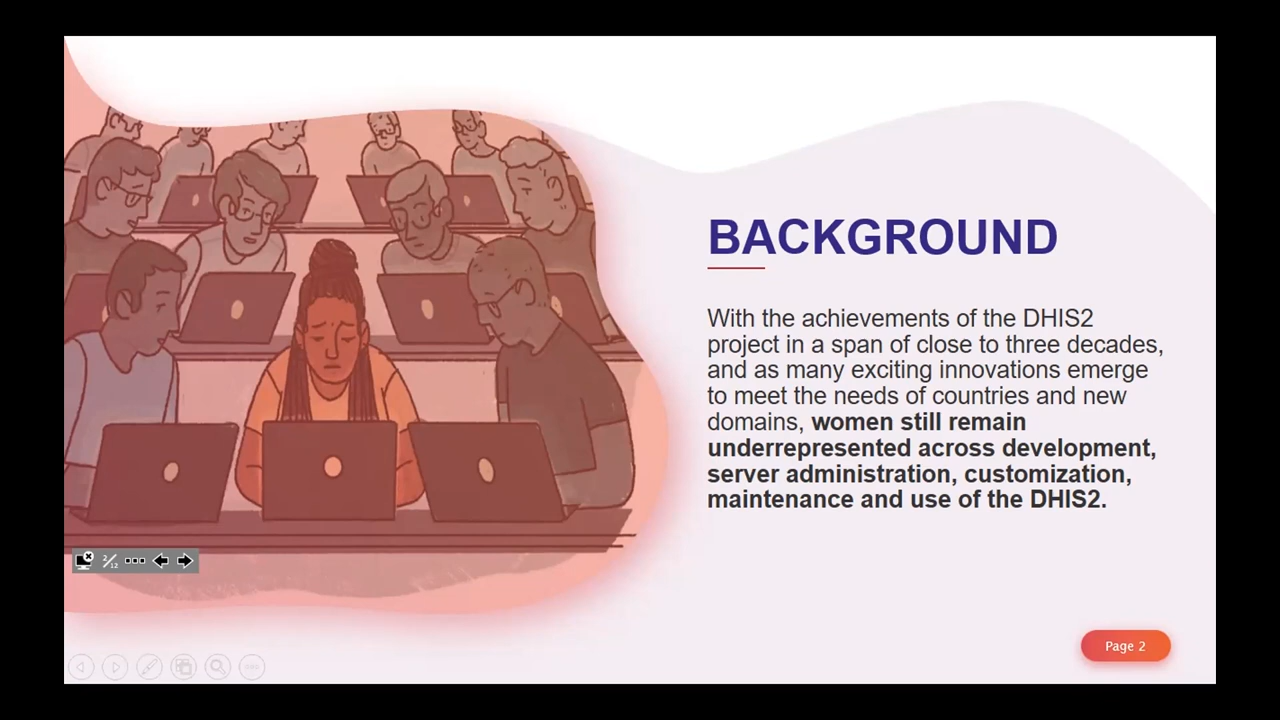 BACKGROUND
With the achievements of the DHIS2
project in a span of close to three decades,
and as many exciting innovations emerge
to meet the needs of countries and new
domains, women still remain
underrepresented across development,
server administration, customization,
maintenance and use of the DHIS2.
2/12
Page 2